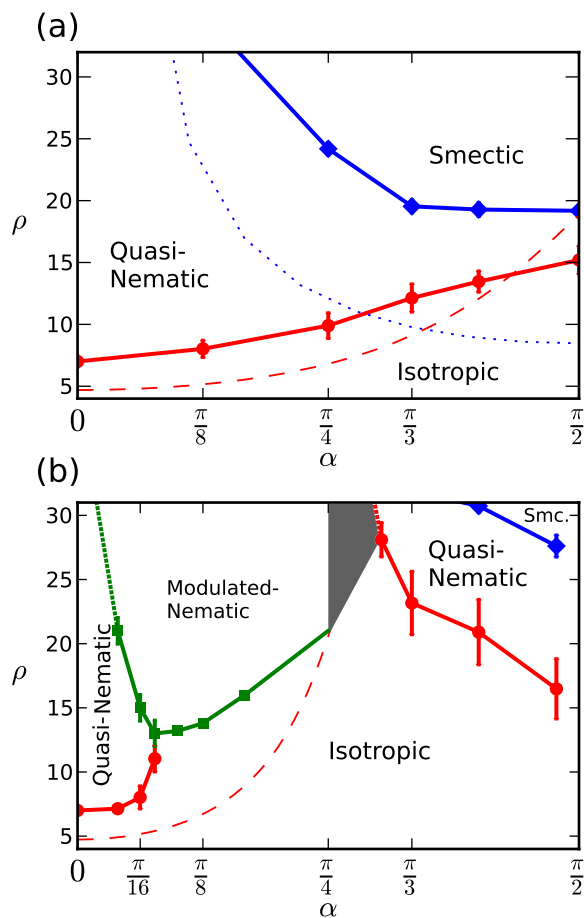 (a)
30
25
20
15
10
5
ρ
Smectic
Quasi-
Nematic
Isotropic
0
π/8
π/4
π/3
π/2
α
(b)
30
25
20
15
10
5
ρ
Smc.
Quasi-
Nematic
Modulated-
Nematic
Quasi-Nematic
Isotropic
0
π/16
π/8
π/4
π/3
π/2
α